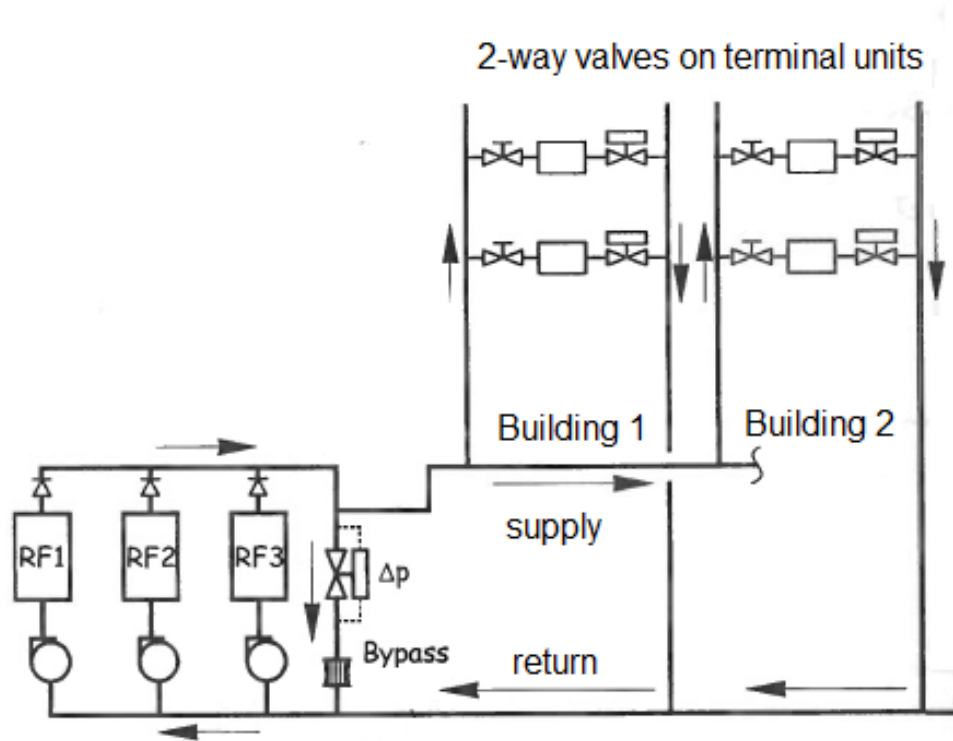 2-way valves on terminal units
Building 1
Building 2
supply
RF1
RF2
RF3
Δp
Bypass
return